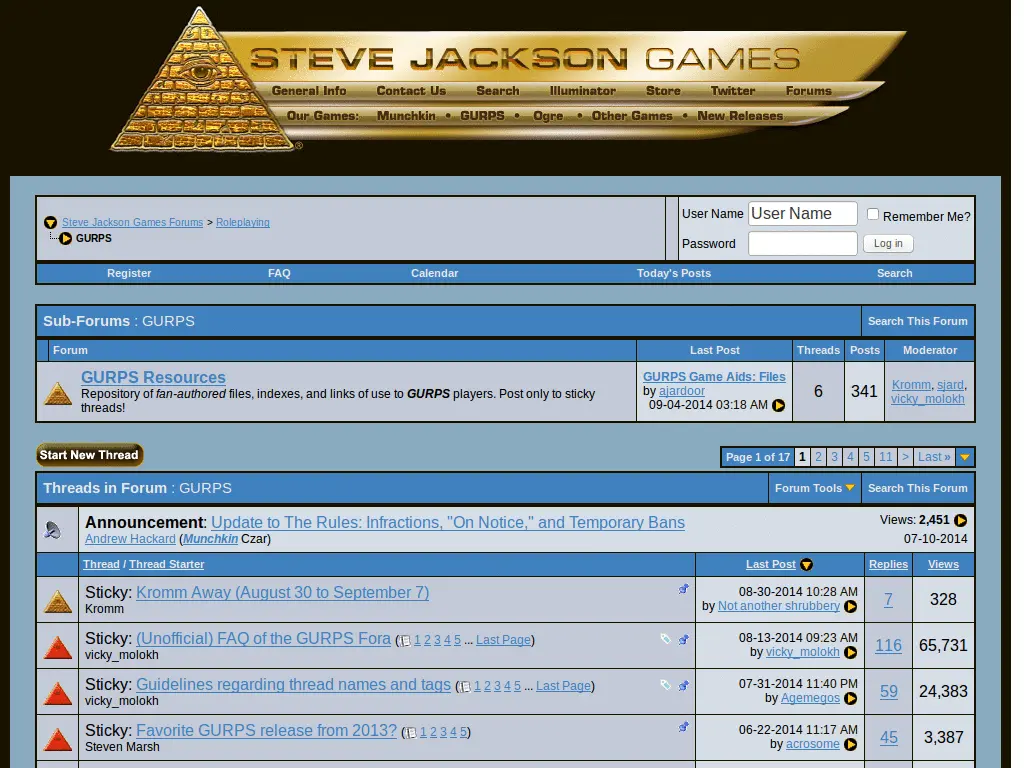 STEVE JACKSON GAMES
General Info Contact Us Search Illuminator Store Twitter Forums
Our Games: Munchkin • GURPS • Ogre • Other Games • New Releases
®
Steve Jackson Games Forums > Roleplaying
GURPS
User Name User Name Remember Me?
Password Log in
Register FAQ Calendar Today's Posts Search
Sub-Forums : GURPS Search This Forum
Forum Last Post Threads Posts Moderator
GURPS Resources
Repository of fan-authored files, indexes, and links of use to GURPS players. Post only to sticky
threads!
GURPS Game Aids: Files
by ajardoor
09-04-2014 03:18 AM
6 341
Kromm, sjard,
vicky_molokh
Start New Thread
Page 1 of 17 1 2 3 4 5 11 > Last »
Threads in Forum : GURPS Forum Tools Search This Forum
Announcement: Update to The Rules: Infractions, "On Notice," and Temporary Bans Views: 2,451
Andrew Hackard (Munchkin Czar) 07-10-2014
Thread / Thread Starter Last Post Replies Views
Sticky: Kromm Away (August 30 to September 7)
Kromm
08-30-2014 10:28 AM
by Not another shrubbery
7 328
Sticky: (Unofficial) FAQ of the GURPS Fora ( 1 2 3 4 5 ... Last Page)
vicky_molokh
08-13-2014 09:23 AM
by vicky_molokh
116 65,731
Sticky: Guidelines regarding thread names and tags ( 1 2 3 4 5 ... Last Page)
vicky_molokh
07-31-2014 11:40 PM
by Agemegos
59 24,383
Sticky: Favorite GURPS release from 2013? ( 1 2 3 4 5)
Steven Marsh
06-22-2014 11:17 AM
by acrosome
45 3,387